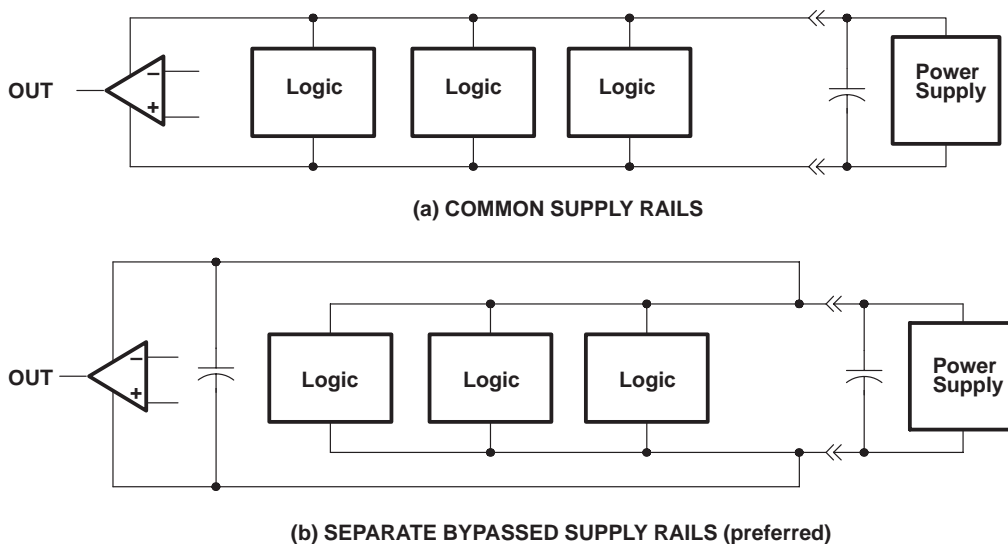 OUT
−
+
Logic
Logic
Logic
Power
Supply
(a) COMMON SUPPLY RAILS
OUT
−
+
Logic
Logic
Logic
Power
Supply
(b) SEPARATE BYPASSED SUPPLY RAILS (preferred)